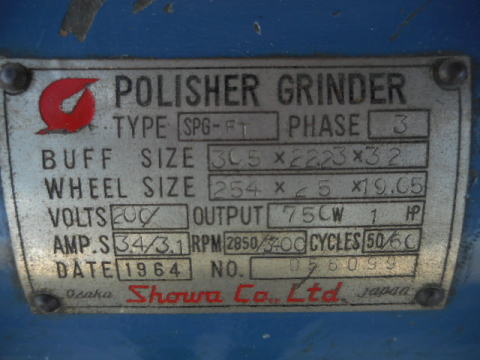 POLISHER GRINDER
TYPE SPG-FT PHASE 3
BUFF SIZE 305 × 22.23 × 32
WHEEL SIZE 254 × 25 × 19.05
VOLTS 200/ OUTPUT 750W 1 HP
AMP.S 3.4/3.1 RPM 2850/3400 CYCLES 50/60
DATE 1964 NO.
Osaka Showa Co., Ltd. Japan